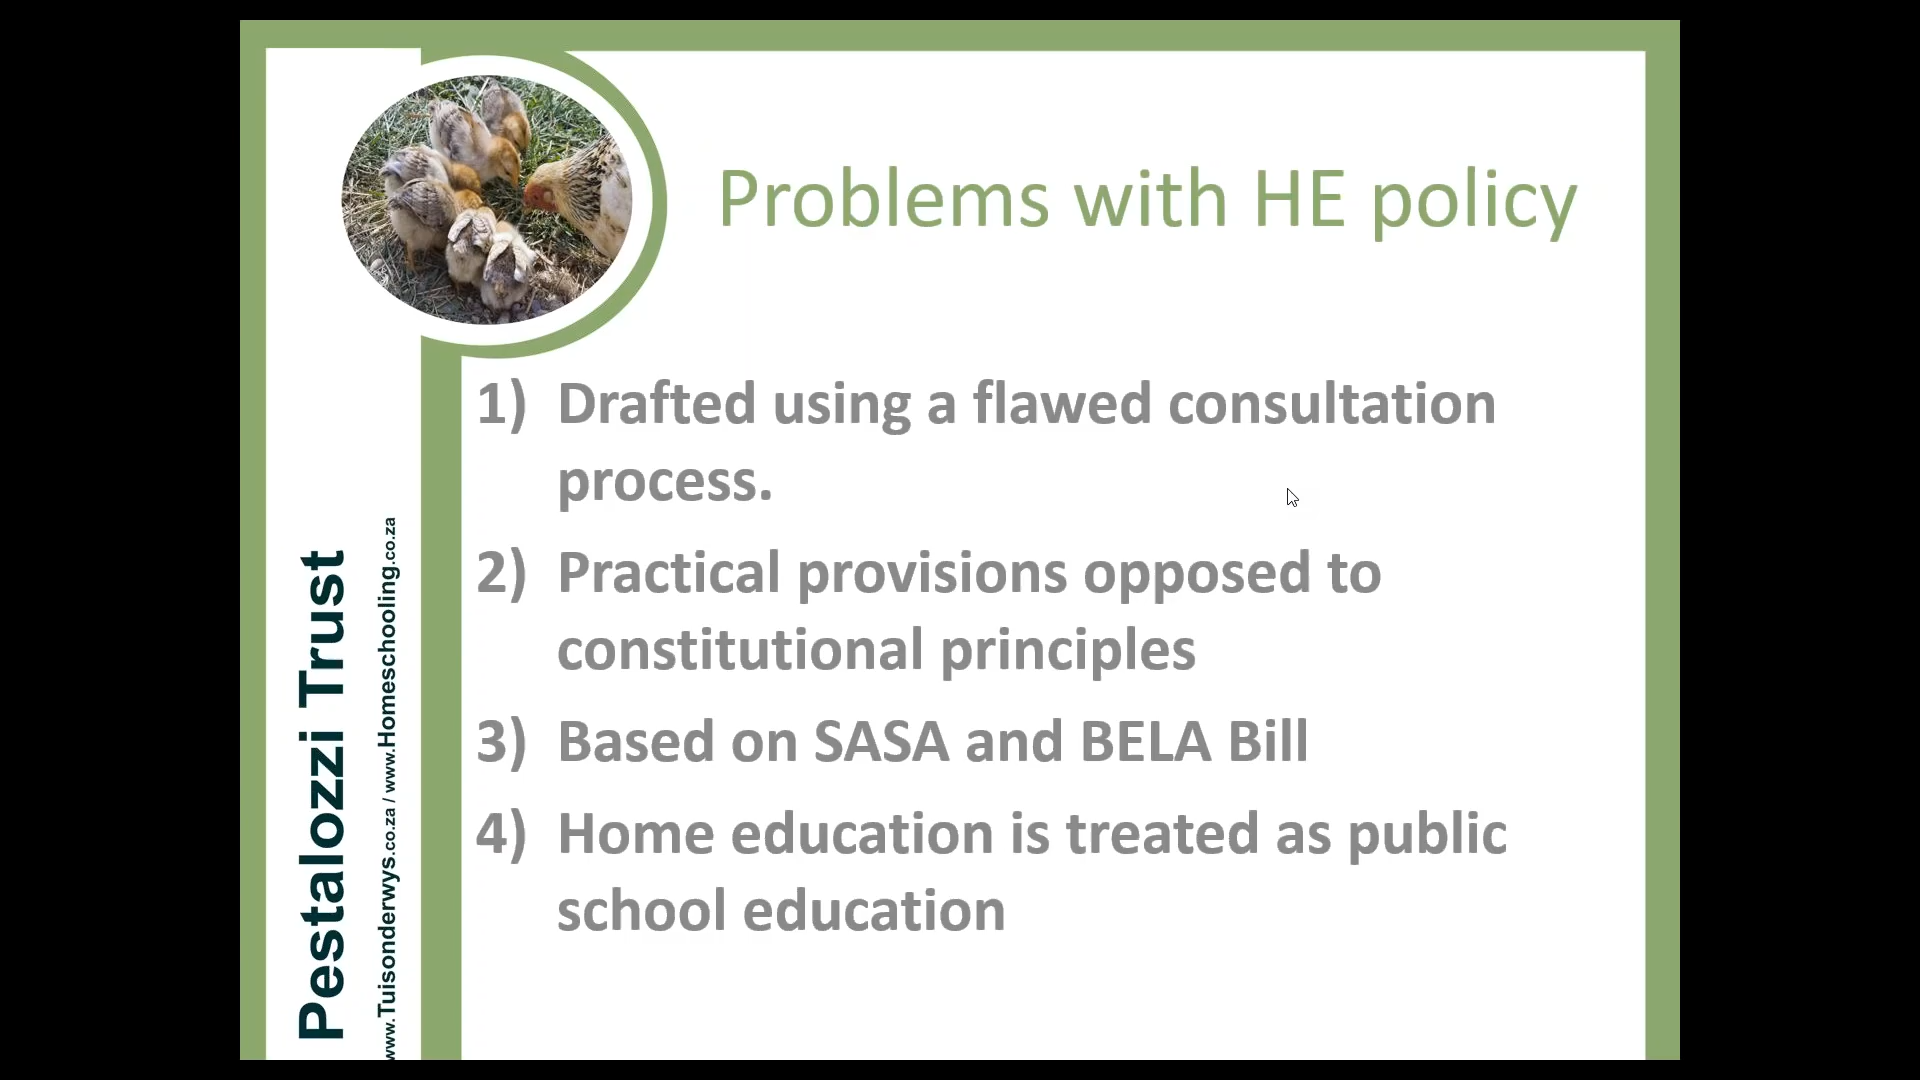 Problems with HE policy
1) Drafted using a flawed consultation
process.
2) Practical provisions opposed to
constitutional principles
3) Based on SASA and BELA Bill
4) Home education is treated as public
school education
Pestalozzi Trust
www.Tuisonderwys.co.za / www.Homeschooling.co.za